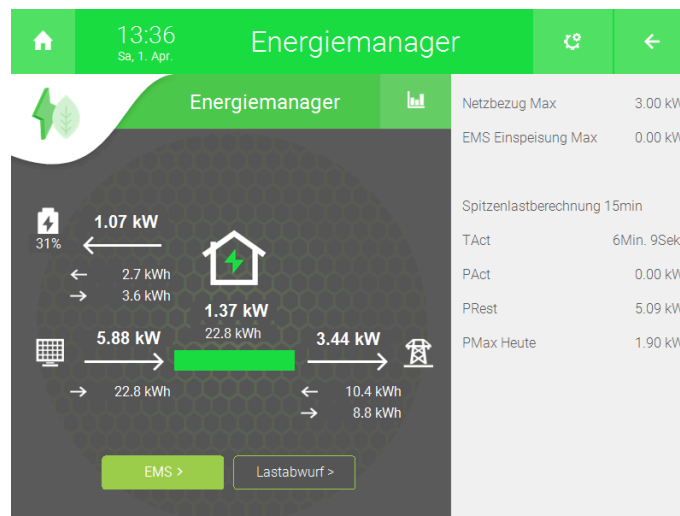 13:36
Sa, 1. Apr.
Energiemanager
Energiemanager
31%
1.07 kW
2.7 kWh
3.6 kWh
1.37 kW
22.8 kWh
5.88 kW
22.8 kWh
3.44 kW
10.4 kWh
8.8 kWh
EMS >
Lastabwurf >
Netzbezug Max 3.00 kW
EMS Einspeisung Max 0.00 kW
Spitzenlastberechnung 15min
TAct 6Min. 9Sek
PAct 0.00 kW
PRest 5.09 kW
PMax Heute 1.90 kW